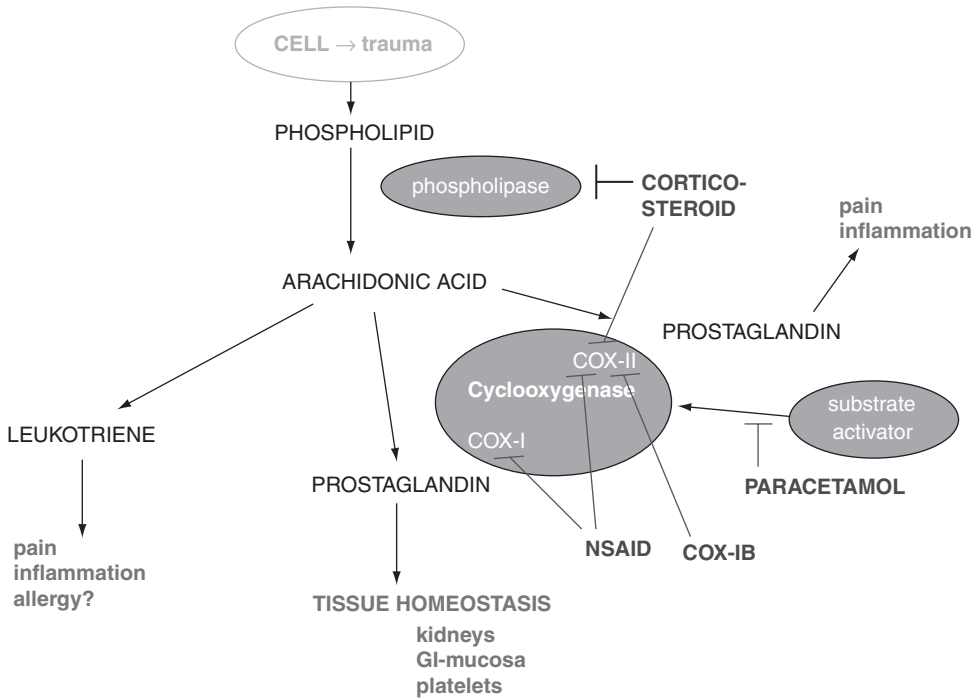 CELL → trauma
PHOSPHOLIPID
phospholipase
CORTICO-
STEROID
pain
inflammation
ARACHIDONIC ACID
PROSTAGLANDIN
COX-II
Cyclooxygenase
COX-I
substrate
activator
LEUKOTRIENE
PROSTAGLANDIN
PARACETAMOL
NSAID
COX-IB
pain
inflammation
allergy?
TISSUE HOMEOSTASIS
kidneys
GI-mucosa
platelets